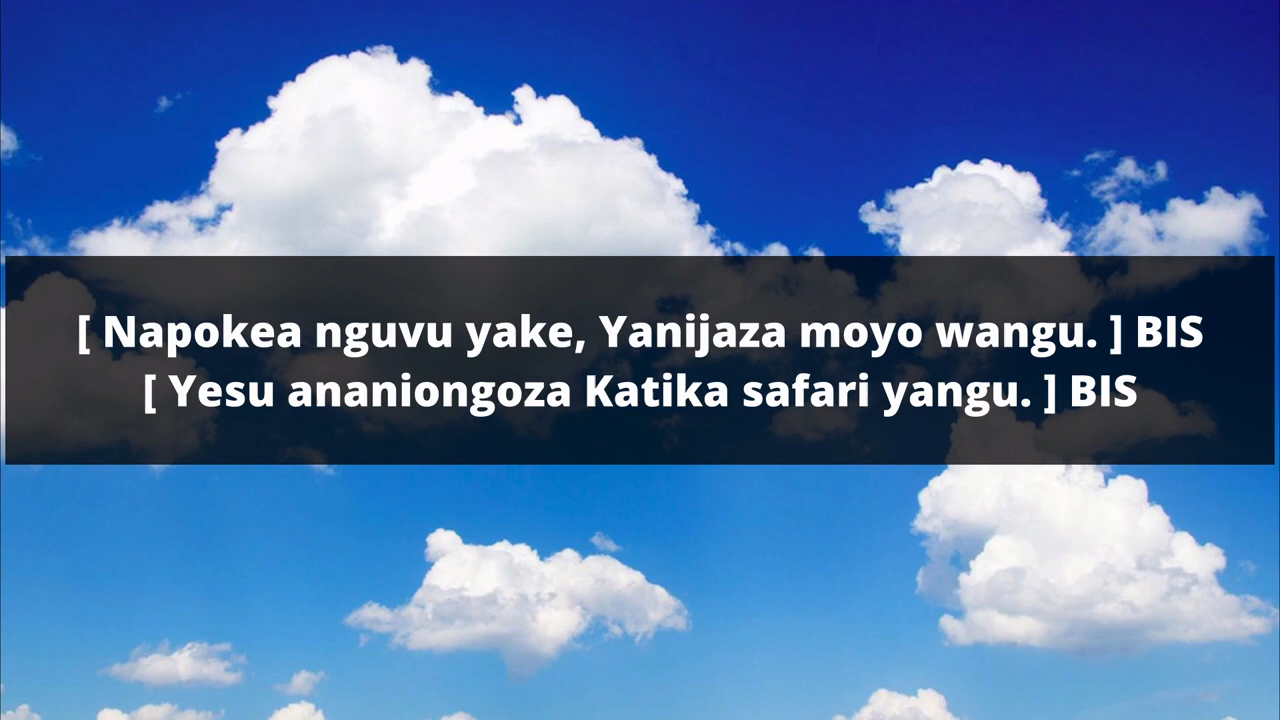 [ Napokea nguvu yake, Yanijaza moyo wangu. ] BIS
[ Yesu ananiongoza Katika safari yangu. ] BIS